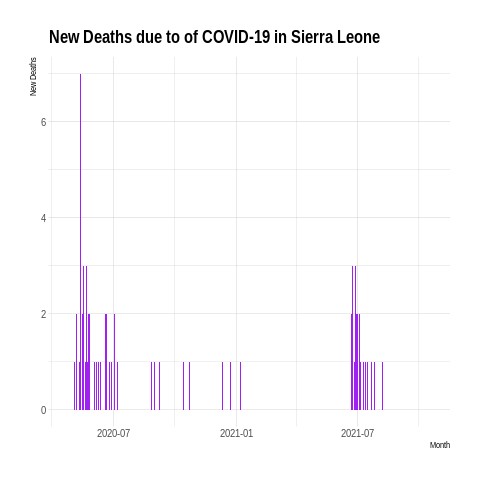 New Deaths due to of COVID-19 in Sierra Leone
New Deaths
6
4
2
0
2020-07
2021-01
2021-07
Month